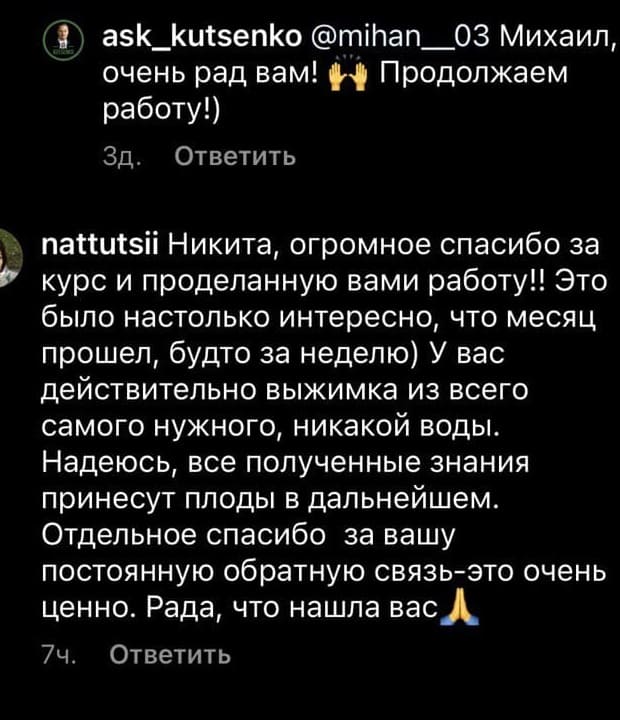 ask_kutsenko @mihan__03 Михаил,
очень рад вам! 🙌 Продолжаем
работу!)
3д. Ответить
nattutsii Никита, огромное спасибо за
курс и проделанную вами работу!! Это
было настолько интересно, что месяц
прошел, будто за неделю) У вас
действительно выжимка из всего
самого нужного, никакой воды.
Надеюсь, все полученные знания
принесут плоды в дальнейшем.
Отдельное спасибо  за вашу
постоянную обратную связь-это очень
ценно. Рада, что нашла вас🙏
7ч. Ответить